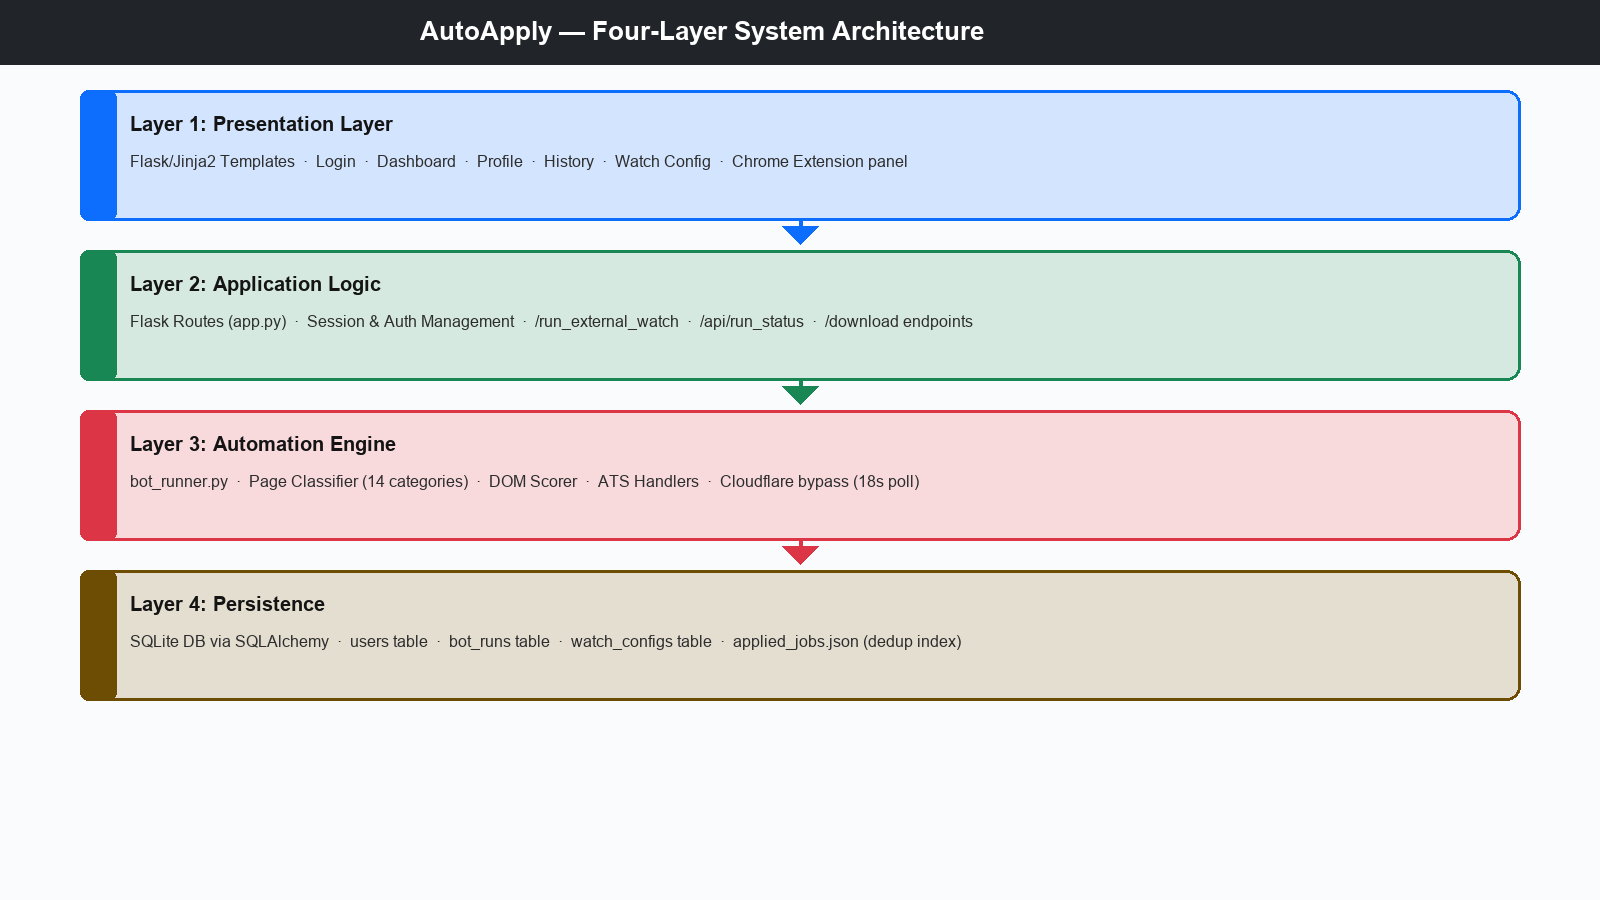 AutoApply — Four-Layer System Architecture
Layer 1: Presentation Layer
Flask/Jinja2 Templates · Login · Dashboard · Profile · History · Watch Config · Chrome Extension panel
Layer 2: Application Logic
Flask Routes (app.py) · Session & Auth Management · /run_external_watch · /api/run_status · /download endpoints
Layer 3: Automation Engine
bot_runner.py · Page Classifier (14 categories) · DOM Scorer · ATS Handlers · Cloudflare bypass (18s poll)
Layer 4: Persistence
SQLite DB via SQLAlchemy · users table · bot_runs table · watch_configs table · applied_jobs.json (dedup index)